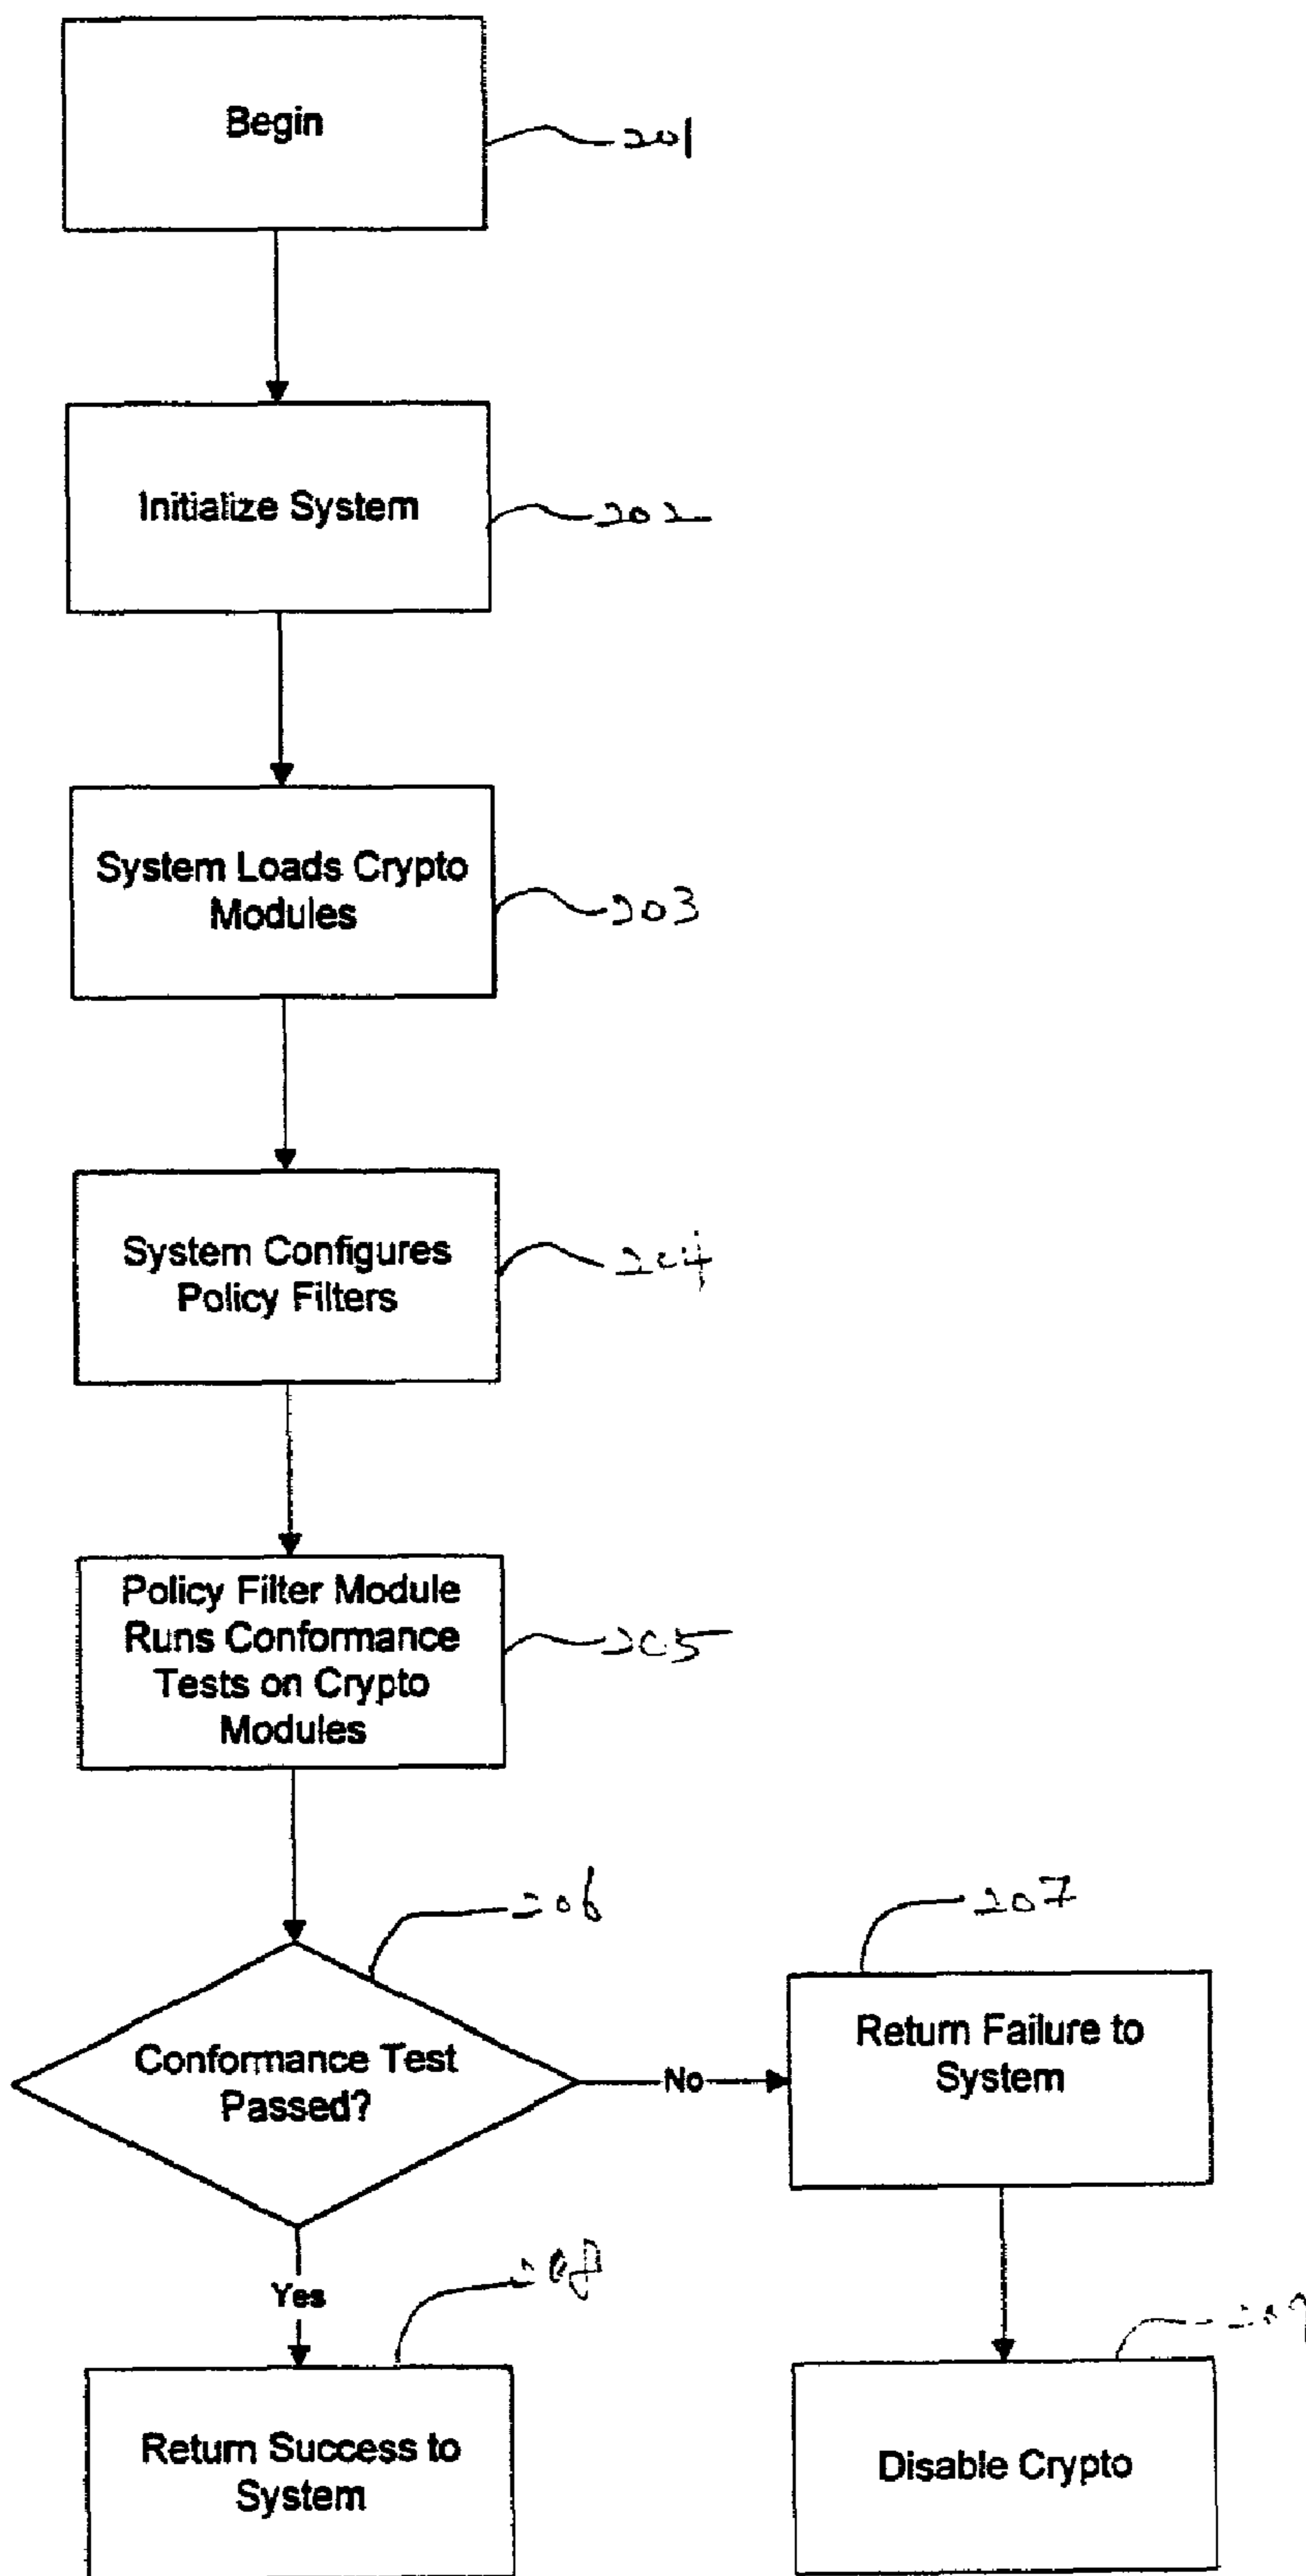 Begin
201
Initialize System
202
System Loads Crypto
Modules
203
System Configures
Policy Filters
204
Policy Filter Module
Runs Conformance
Tests on Crypto
Modules
205
206
207
Conformance Test
Passed?
No
Return Failure to
System
Yes
208
209
Return Success to
System
Disable Crypto